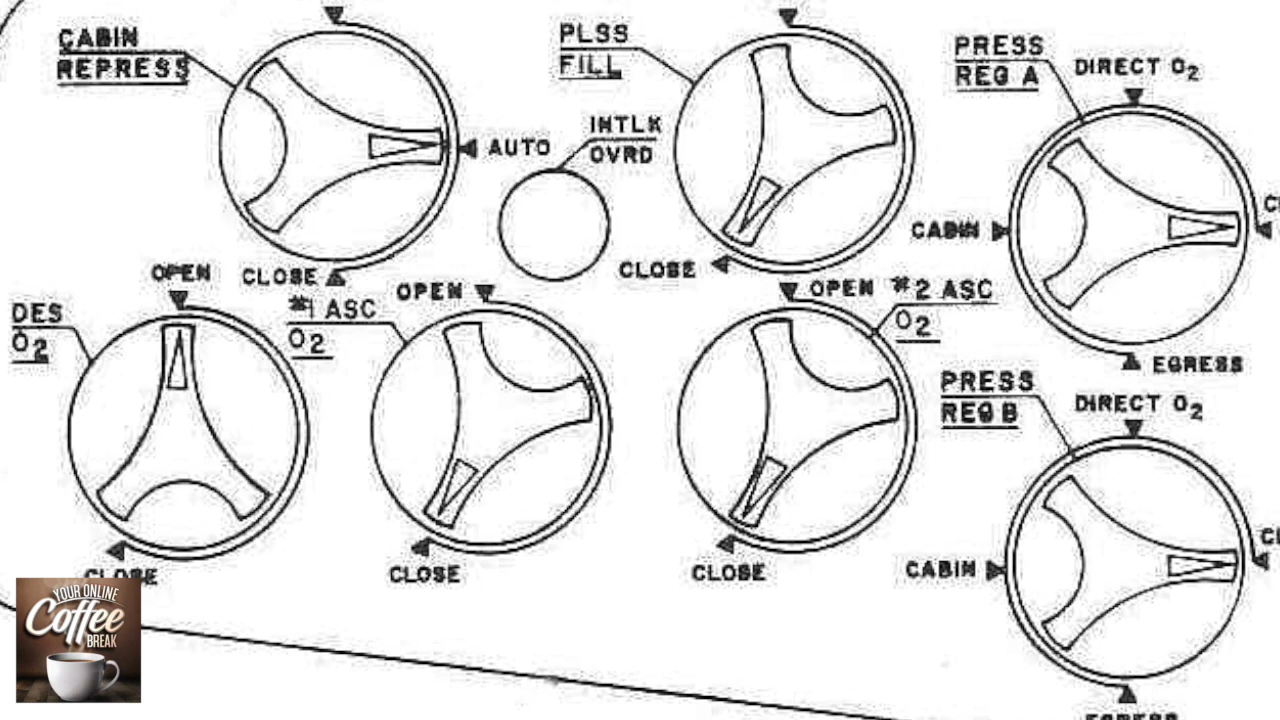 CABIN
REPRESS
AUTO
CLOSE
PLSS
FILL
CLOSE
INTLK
OVRD
PRESS
REG A
DIRECT O2
CABIN
EGRESS
DES
O2
OPEN
CLOSE
#1 ASC
O2
OPEN
CLOSE
OPEN
#2 ASC
O2
CLOSE
PRESS
REG B
DIRECT O2
CABIN
EGRESS
YOUR ONLINE
Coffee
BREAK